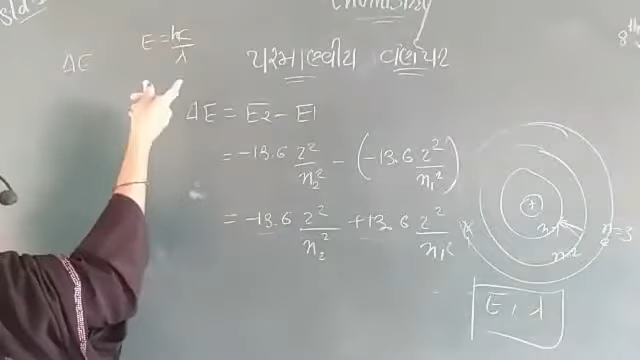 Chemistry
પરમાણ્વીય વર્ણપટ
ΔE
E = hc/λ
ΔE = E2 − E1
= −13.6 z²/n₂² − (−13.6 z²/n₁²)
= −13.6 z²/n₂² + 13.6 z²/n₁²
+
E, λ